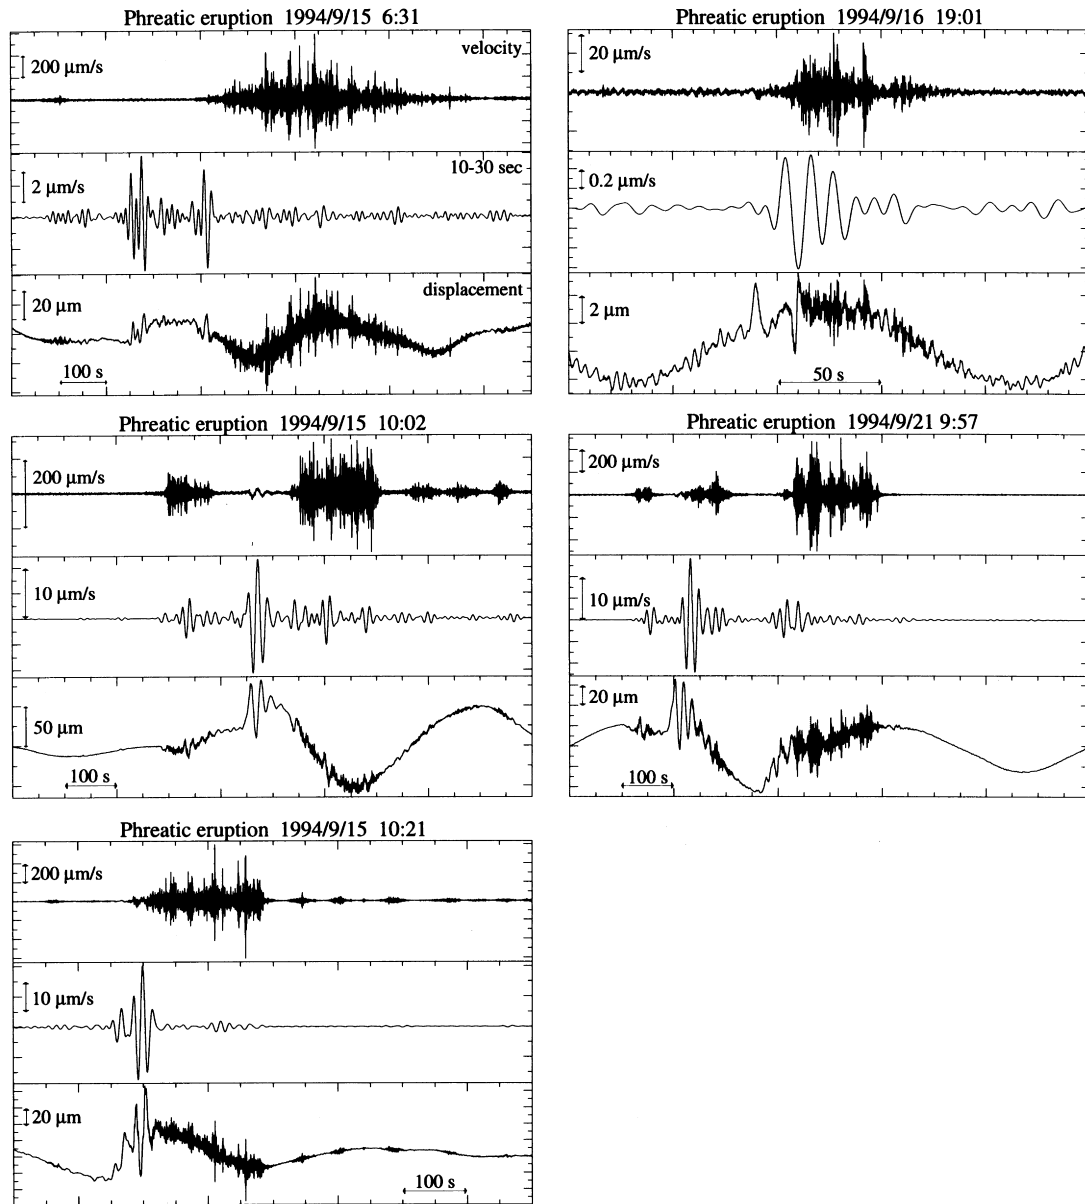 Phreatic eruption 1994/9/15 6:31
velocity
200 μm/s
10-30 sec
2 μm/s
displacement
20 μm
100 s
Phreatic eruption 1994/9/16 19:01
20 μm/s
0.2 μm/s
2 μm
50 s
Phreatic eruption 1994/9/15 10:02
200 μm/s
10 μm/s
50 μm
100 s
Phreatic eruption 1994/9/21 9:57
200 μm/s
10 μm/s
20 μm
100 s
Phreatic eruption 1994/9/15 10:21
200 μm/s
10 μm/s
20 μm
100 s